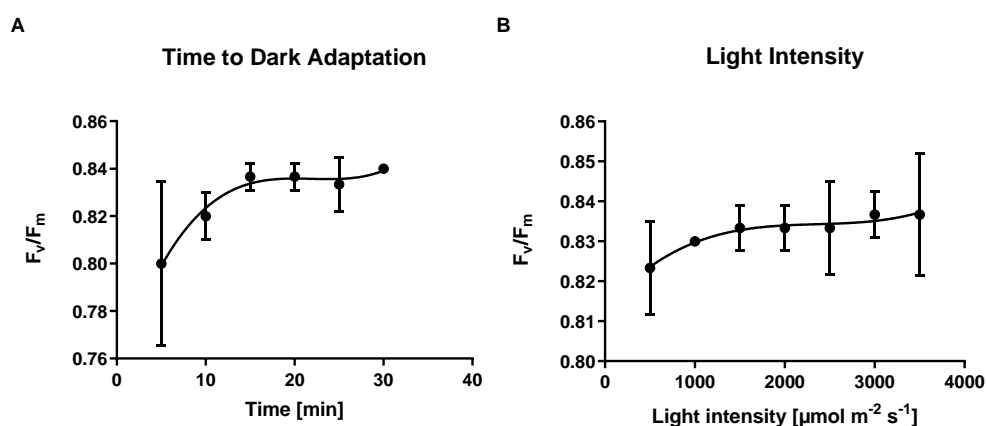 A
Time to Dark Adaptation
0.86
0.84
0.82
0.80
0.78
0.76
Fv/Fm
0 10 20 30 40
Time [min]
B
Light Intensity
0.86
0.85
0.84
0.83
0.82
0.81
0.80
Fv/Fm
0 1000 2000 3000 4000
Light intensity [µmol m⁻² s⁻¹]